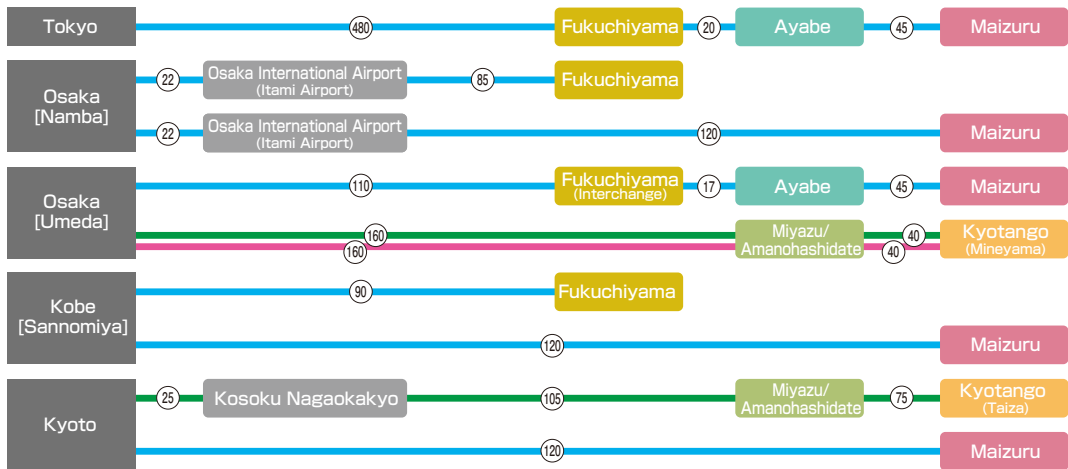 Tokyo
480
Fukuchiyama
20
Ayabe
45
Maizuru
Osaka
[Namba]
22
Osaka International Airport
(Itami Airport)
85
Fukuchiyama
22
Osaka International Airport
(Itami Airport)
120
Maizuru
Osaka
[Umeda]
110
Fukuchiyama
(Interchange)
17
Ayabe
45
Maizuru
160
160
Miyazu/
Amanohashidate
40
40
Kyotango
(Mineyama)
Kobe
[Sannomiya]
90
Fukuchiyama
120
Maizuru
Kyoto
25
Kosoku Nagaokakyo
105
Miyazu/
Amanohashidate
75
Kyotango
(Taiza)
120
Maizuru